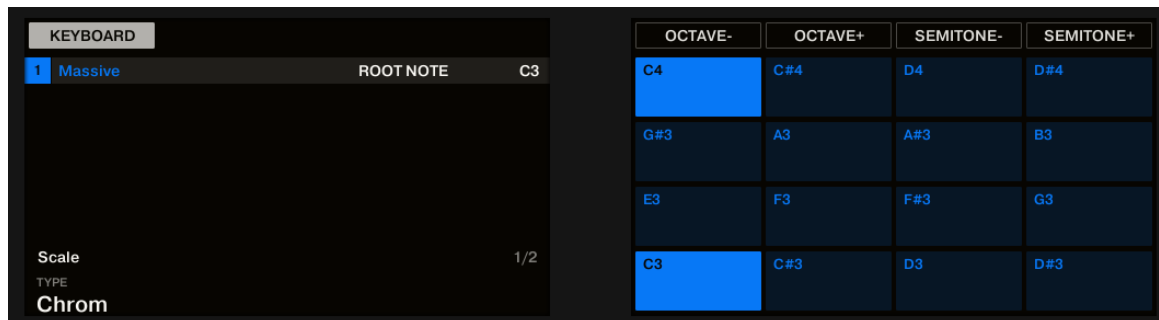 KEYBOARD
1 Massive ROOT NOTE C3
Scale 1/2
TYPE
Chrom
OCTAVE- OCTAVE+ SEMITONE- SEMITONE+
C4 C#4 D4 D#4
G#3 A3 A#3 B3
E3 F3 F#3 G3
C3 C#3 D3 D#3